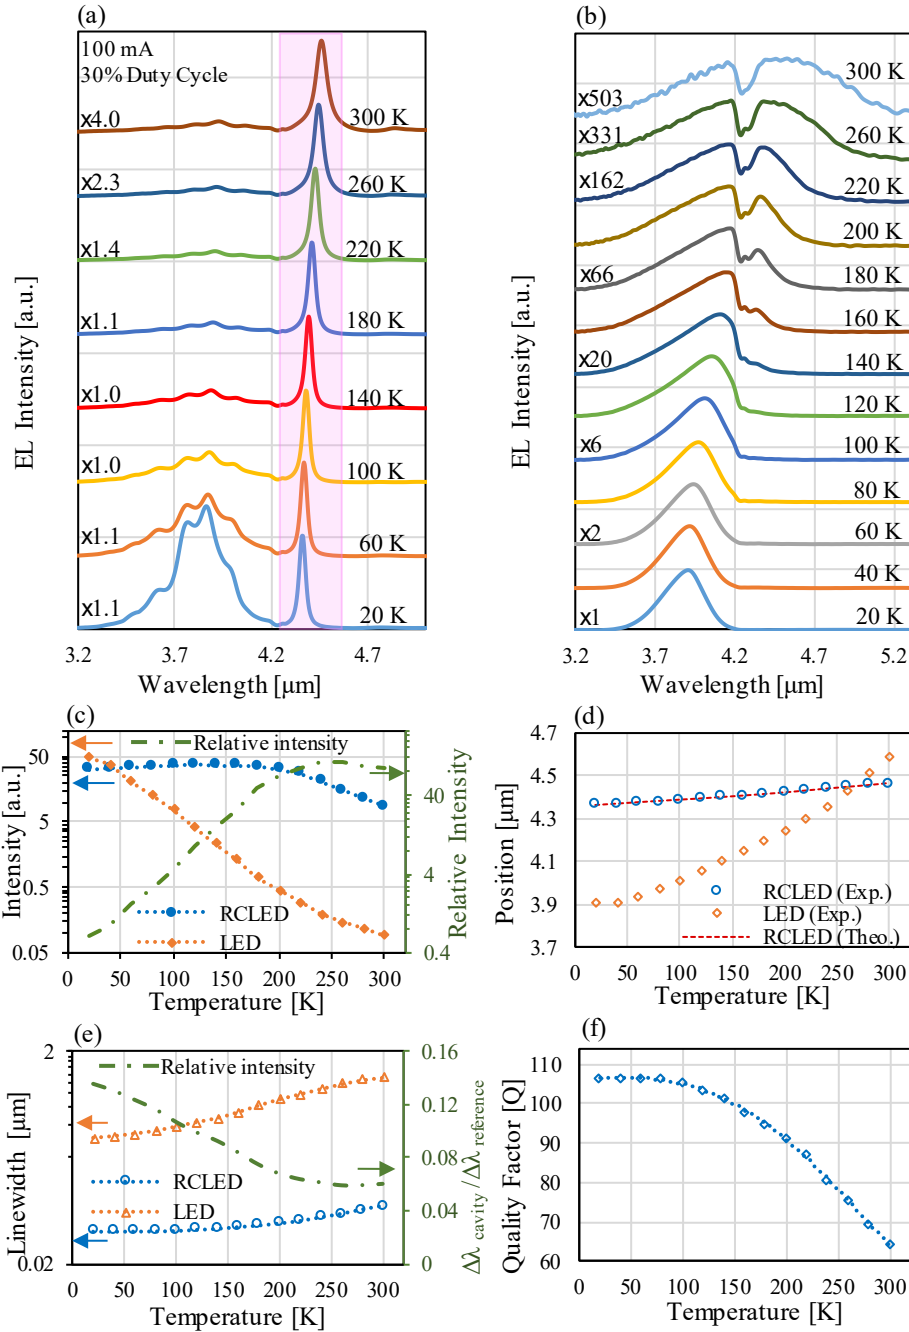 (a)
100 mA
30% Duty Cycle
x4.0
300 K
x2.3
260 K
x1.4
220 K
x1.1
180 K
x1.0
140 K
x1.0
100 K
x1.1
60 K
x1.1
20 K
EL Intensity [a.u.]
3.2 3.7 4.2 4.7
Wavelength [μm]
(b)
300 K
x503
260 K
x331
220 K
x162
200 K
180 K
x66
160 K
140 K
x20
120 K
100 K
x6
80 K
60 K
x2
40 K
20 K
x1
EL Intensity [a.u.]
3.2 3.7 4.2 4.7 5.2
Wavelength [μm]
(c)
Relative intensity
50
5
0.5
0.05
Intensity [a.u.]
40
4
0.4
Relative Intensity
RCLED
LED
0 50 100 150 200 250 300
Temperature [K]
(d)
4.7
4.5
4.3
4.1
3.9
3.7
Position [μm]
RCLED (Exp.)
LED (Exp.)
RCLED (Theo.)
0 50 100 150 200 250 300
Temperature [K]
(e)
Relative intensity
2
0.02
Linewidth [μm]
0.16
0.12
0.08
0.04
0
Δλ cavity / Δλ reference
RCLED
LED
0 50 100 150 200 250 300
Temperature [K]
(f)
110
100
90
80
70
60
Quality Factor [Q]
0 50 100 150 200 250 300
Temperature [K]